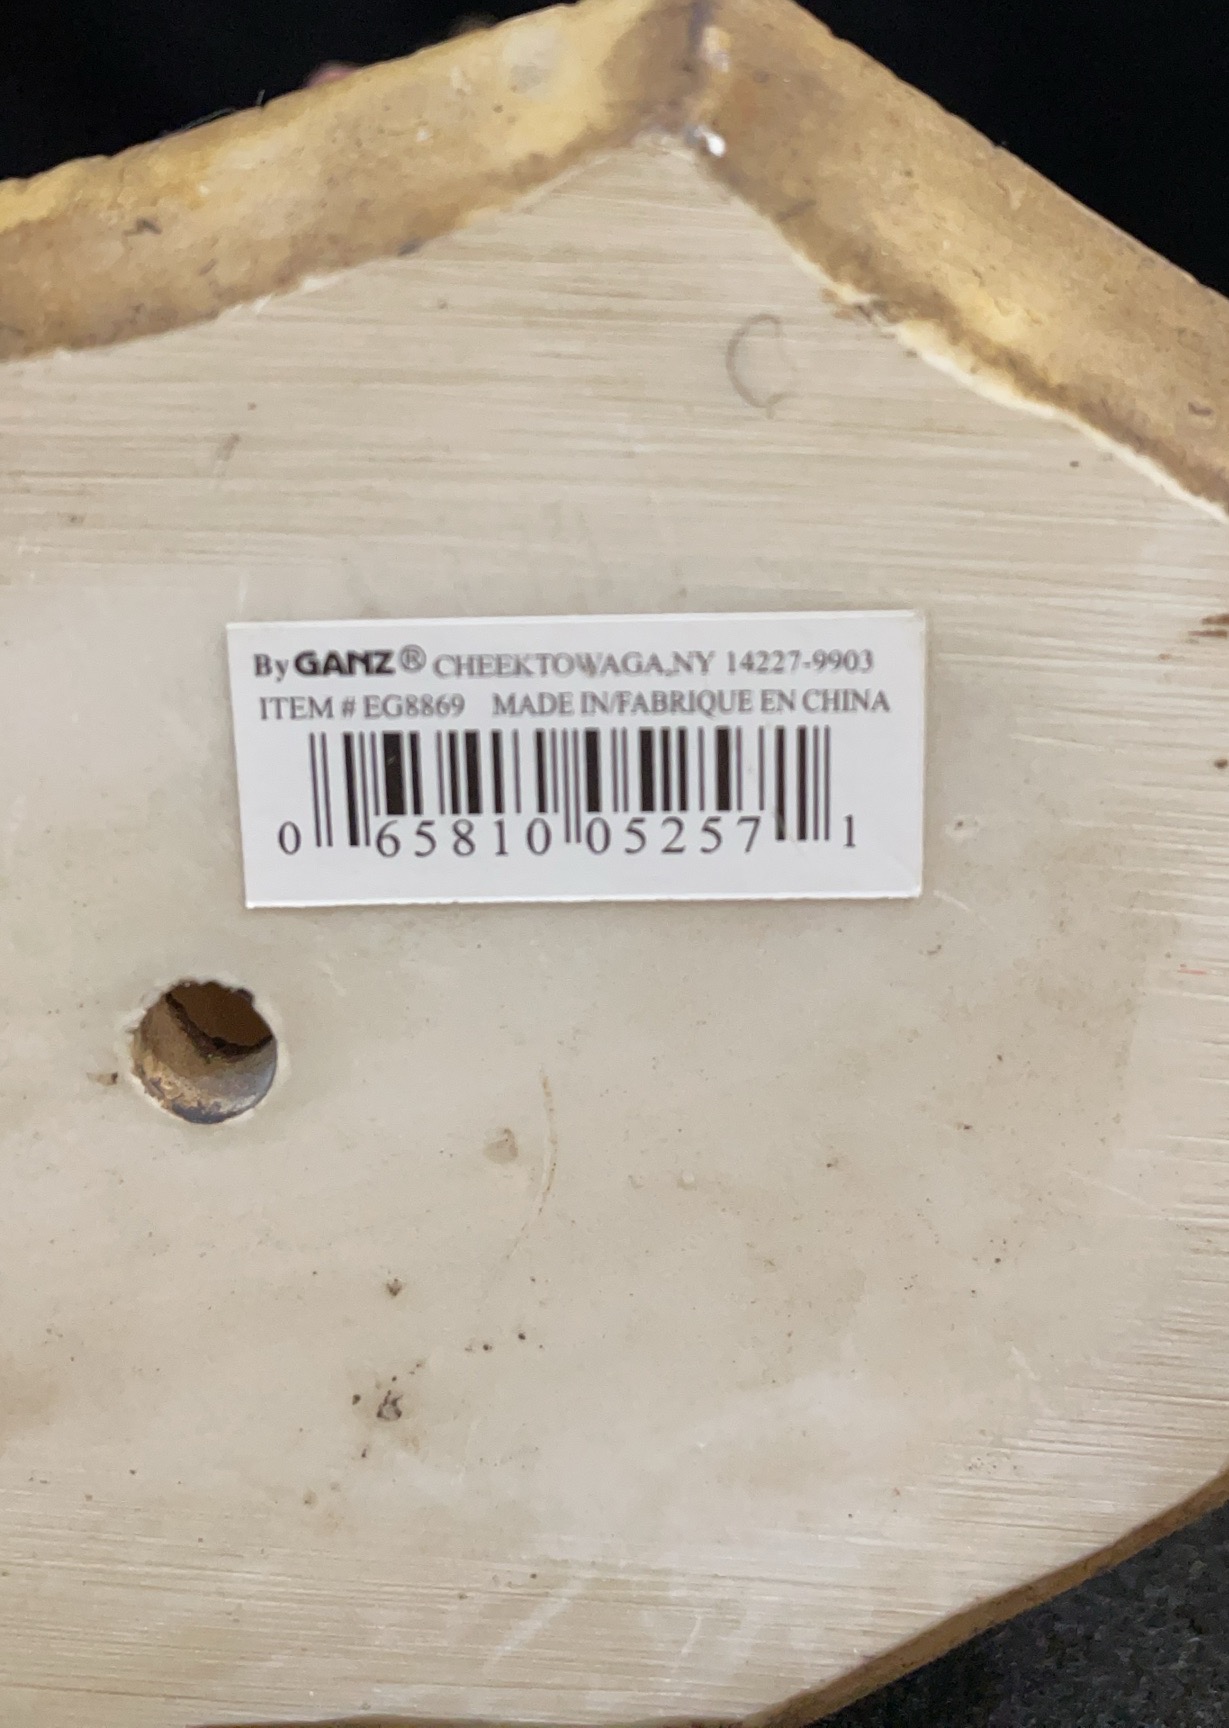 By GANZ® CHEEKTOWAGA,NY 14227-9903
ITEM # EG8869 MADE IN/FABRIQUE EN CHINA
0 65810 05257 1